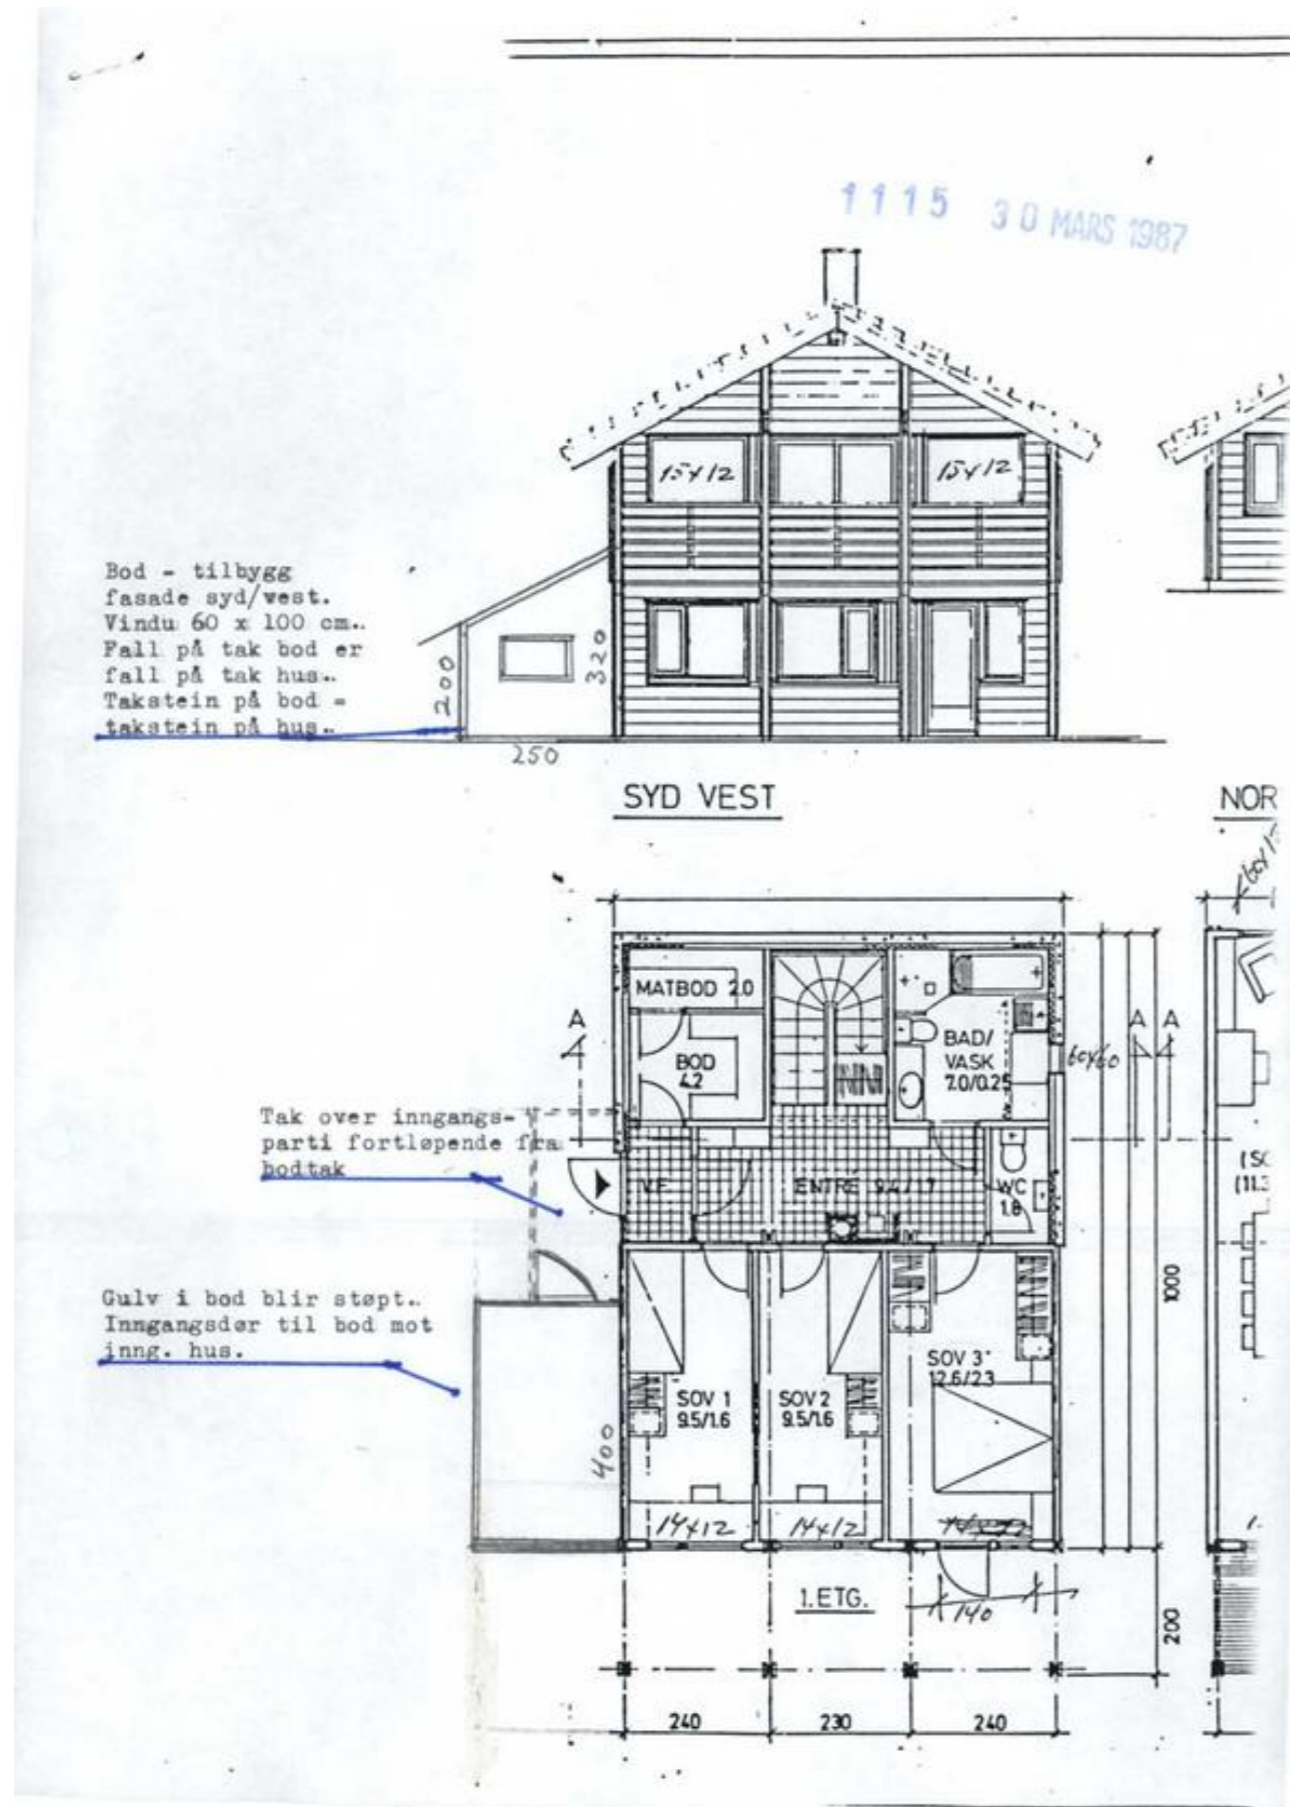 1115 30 MARS 1987
15x12
15x12
Bod - tilbygg
fasade syd/vest.
Vindu 60 x 100 cm..
Fall på tak bod er
fall på tak hus..
Takstein på bod =
takstein på hus..
200
320
250
SYD VEST
NOR
MATBOD 2.0
A
A
A
BOD
4.2
BAD/
VASK
7.0/0.25
60x60
Tak over inngangs-
parti fortløpende fra
bodtak
V.F.
ENTRÉ
WC
1.8
(11.3
1000
Gulv i bod blir støpt..
Inngangsdør til bod mot
inng. hus.
SOV 1
9.5/1.6
SOV 2
9.5/1.6
SOV 3
12.6/2.3
400
14x12
14x12
1.ETG.
140
200
240
230
240